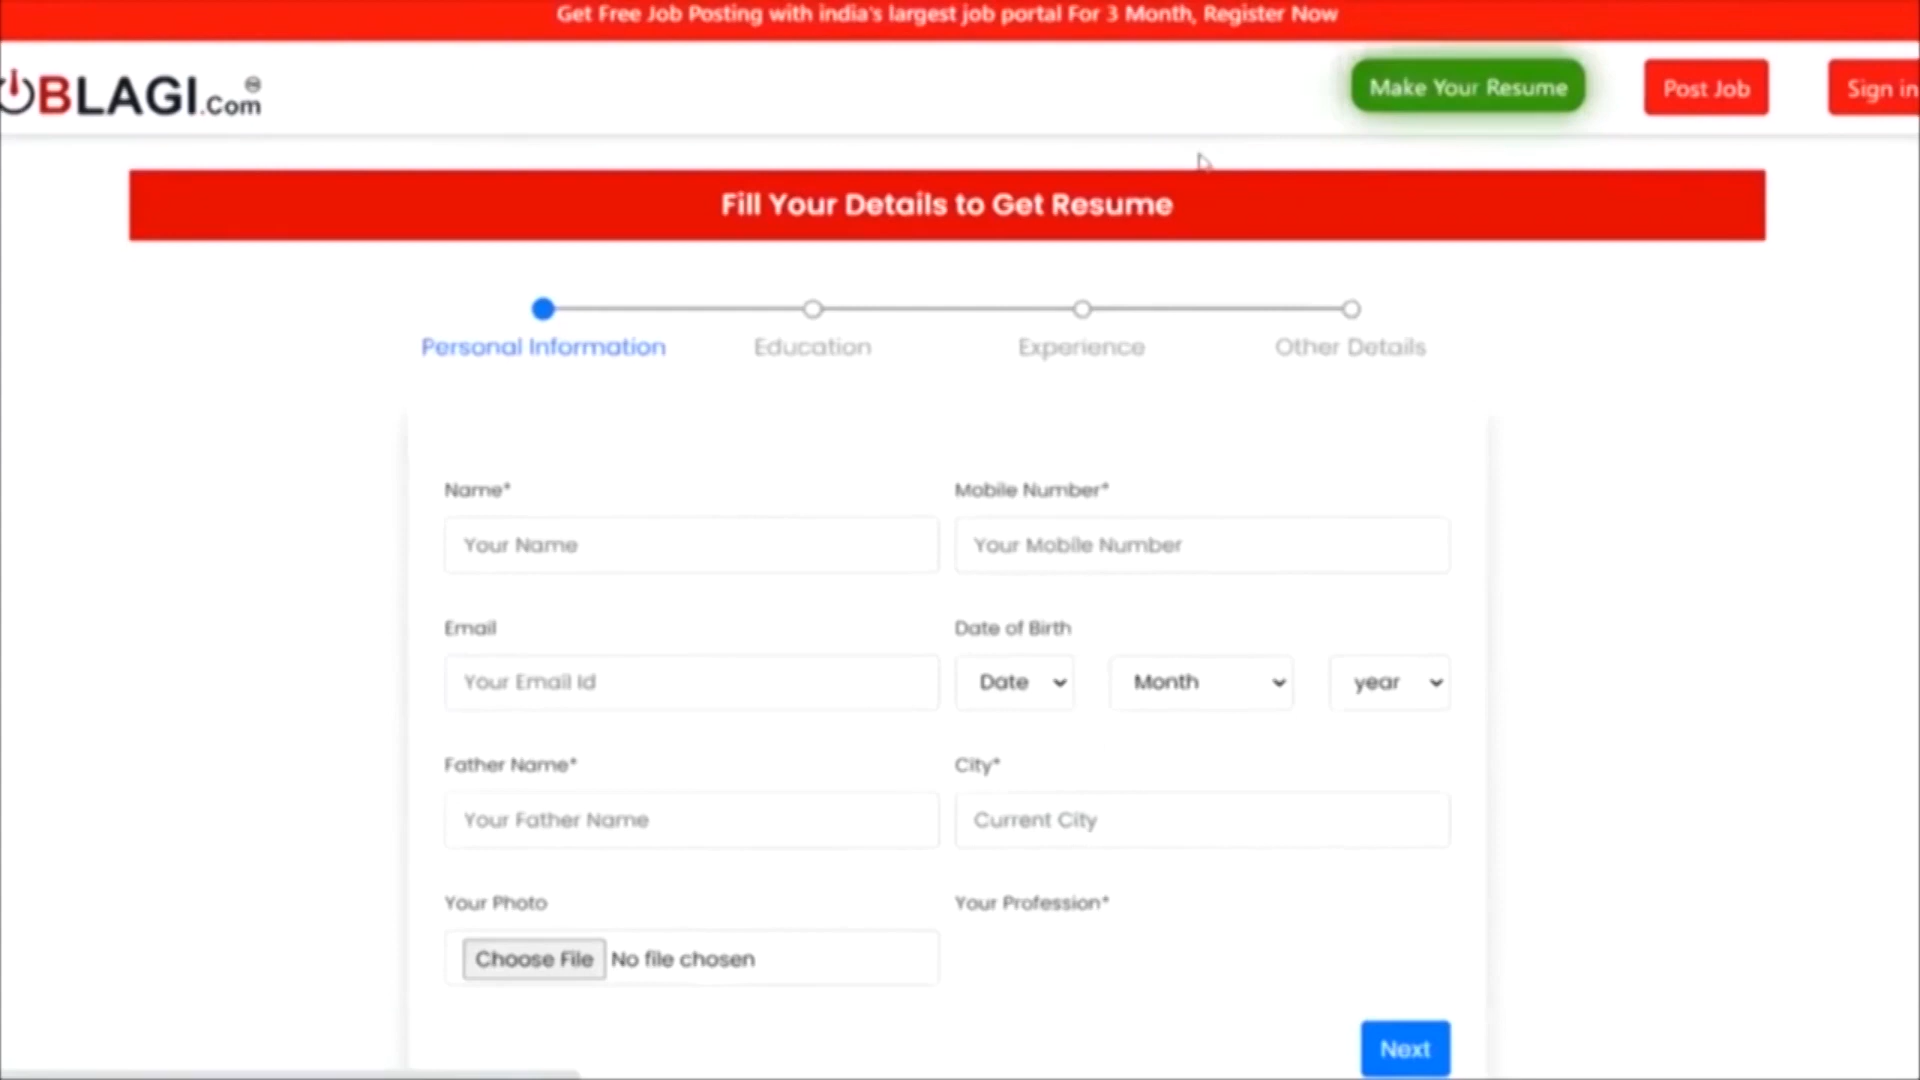 Get Free Job Posting with india's largest job portal For 3 Month, Register Now
OBLAGI.Com
Make Your Resume
Post Job
Sign in
Fill Your Details to Get Resume
Personal Information
Education
Experience
Other Details
Name*
Mobile Number*
Your Name
Your Mobile Number
Email
Date of Birth
Your Email Id
Date
Month
year
Father Name*
City*
Your Father Name
Current City
Your Photo
Your Profession*
Choose File No file chosen
Next